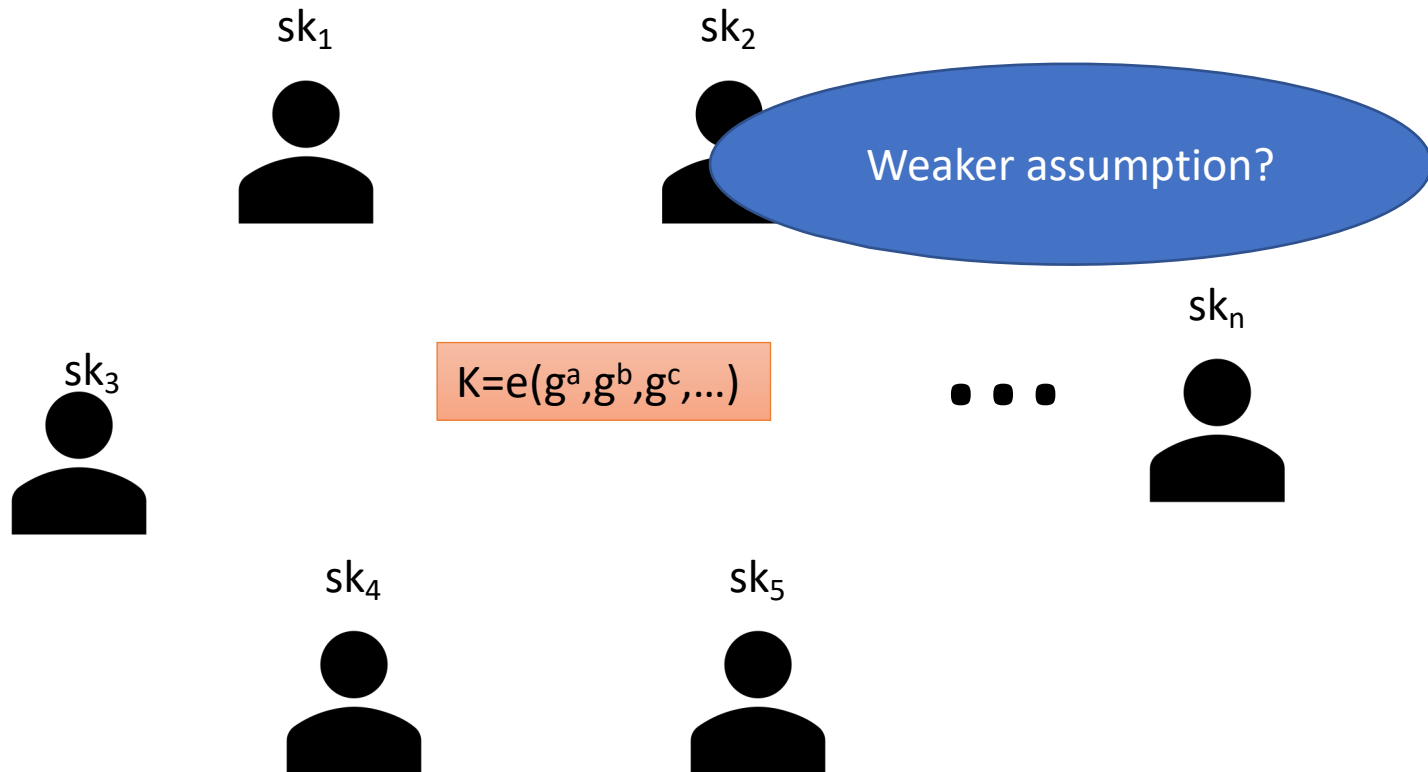 sk₁
sk₂
Weaker assumption?
skₙ
sk₃
K=e(gᵃ,gᵇ,gᶜ,…)
...
sk₄
sk₅